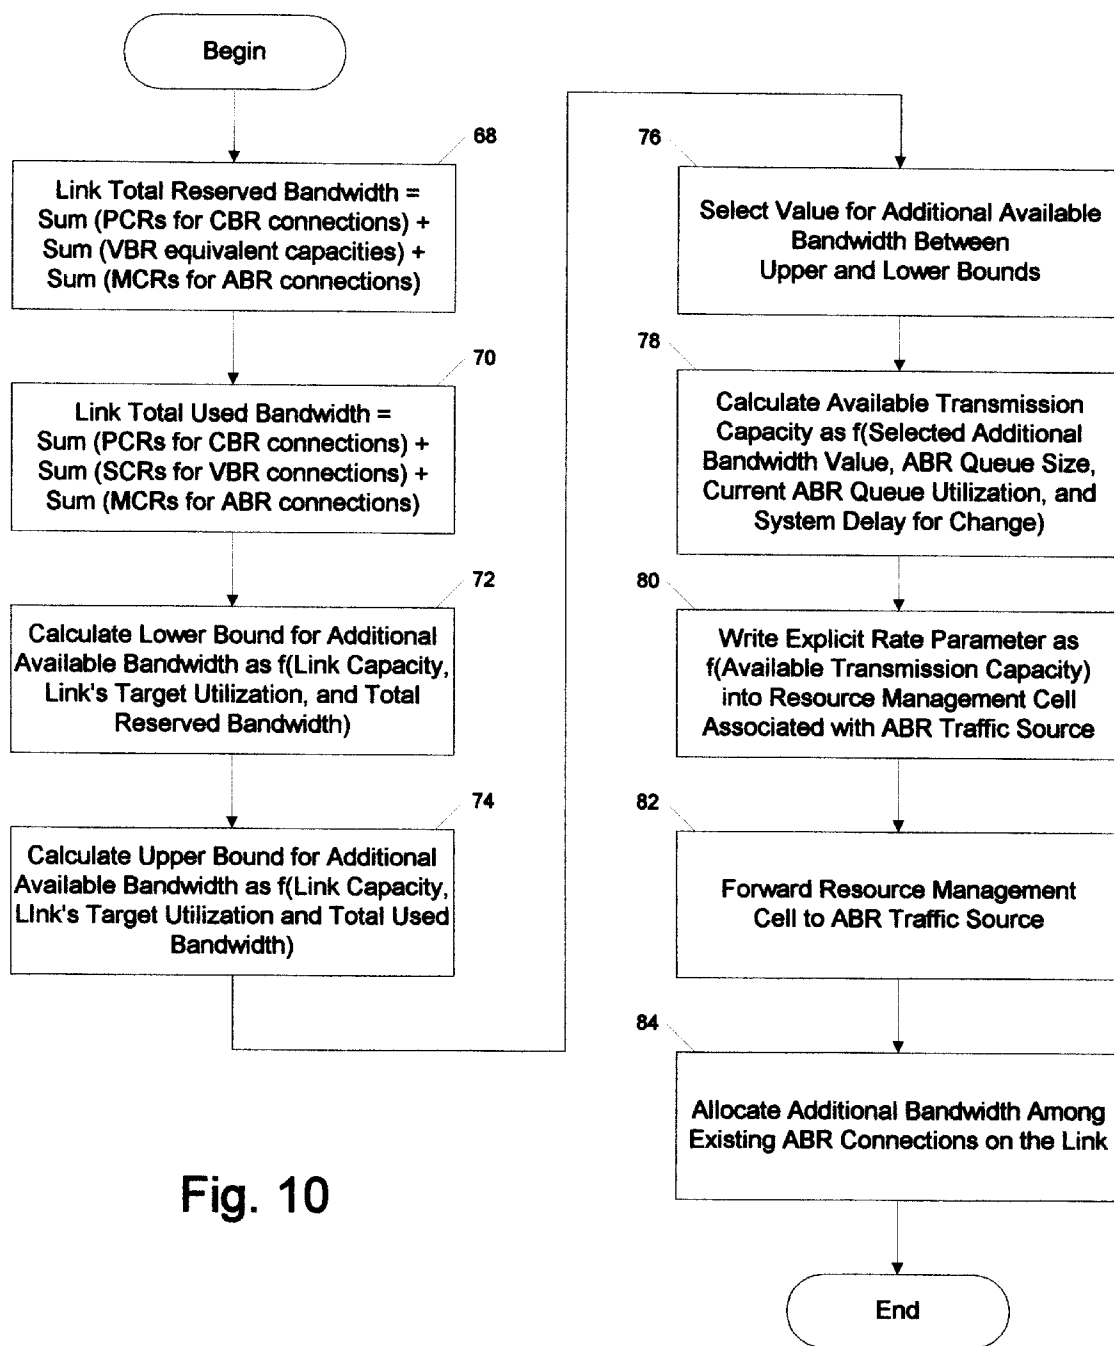 Begin
68
Link Total Reserved Bandwidth =
Sum (PCRs for CBR connections) +
Sum (VBR equivalent capacities) +
Sum (MCRs for ABR connections)
70
Link Total Used Bandwidth =
Sum (PCRs for CBR connections) +
Sum (SCRs for VBR connections) +
Sum (MCRs for ABR connections)
72
Calculate Lower Bound for Additional
Available Bandwidth as f(Link Capacity,
Link's Target Utilization, and Total
Reserved Bandwidth)
74
Calculate Upper Bound for Additional
Available Bandwidth as f(Link Capacity,
LInk's Target Utilization and Total Used
Bandwidth)
76
Select Value for Additional Available
Bandwidth Between
Upper and Lower Bounds
78
Calculate Available Transmission
Capacity as f(Selected Additional
Bandwidth Value, ABR Queue Size,
Current ABR Queue Utilization, and
System Delay for Change)
80
Write Explicit Rate Parameter as
f(Available Transmission Capacity)
into Resource Management Cell
Associated with ABR Traffic Source
82
Forward Resource Management
Cell to ABR Traffic Source
84
Allocate Additional Bandwidth Among
Existing ABR Connections on the Link
End
Fig. 10